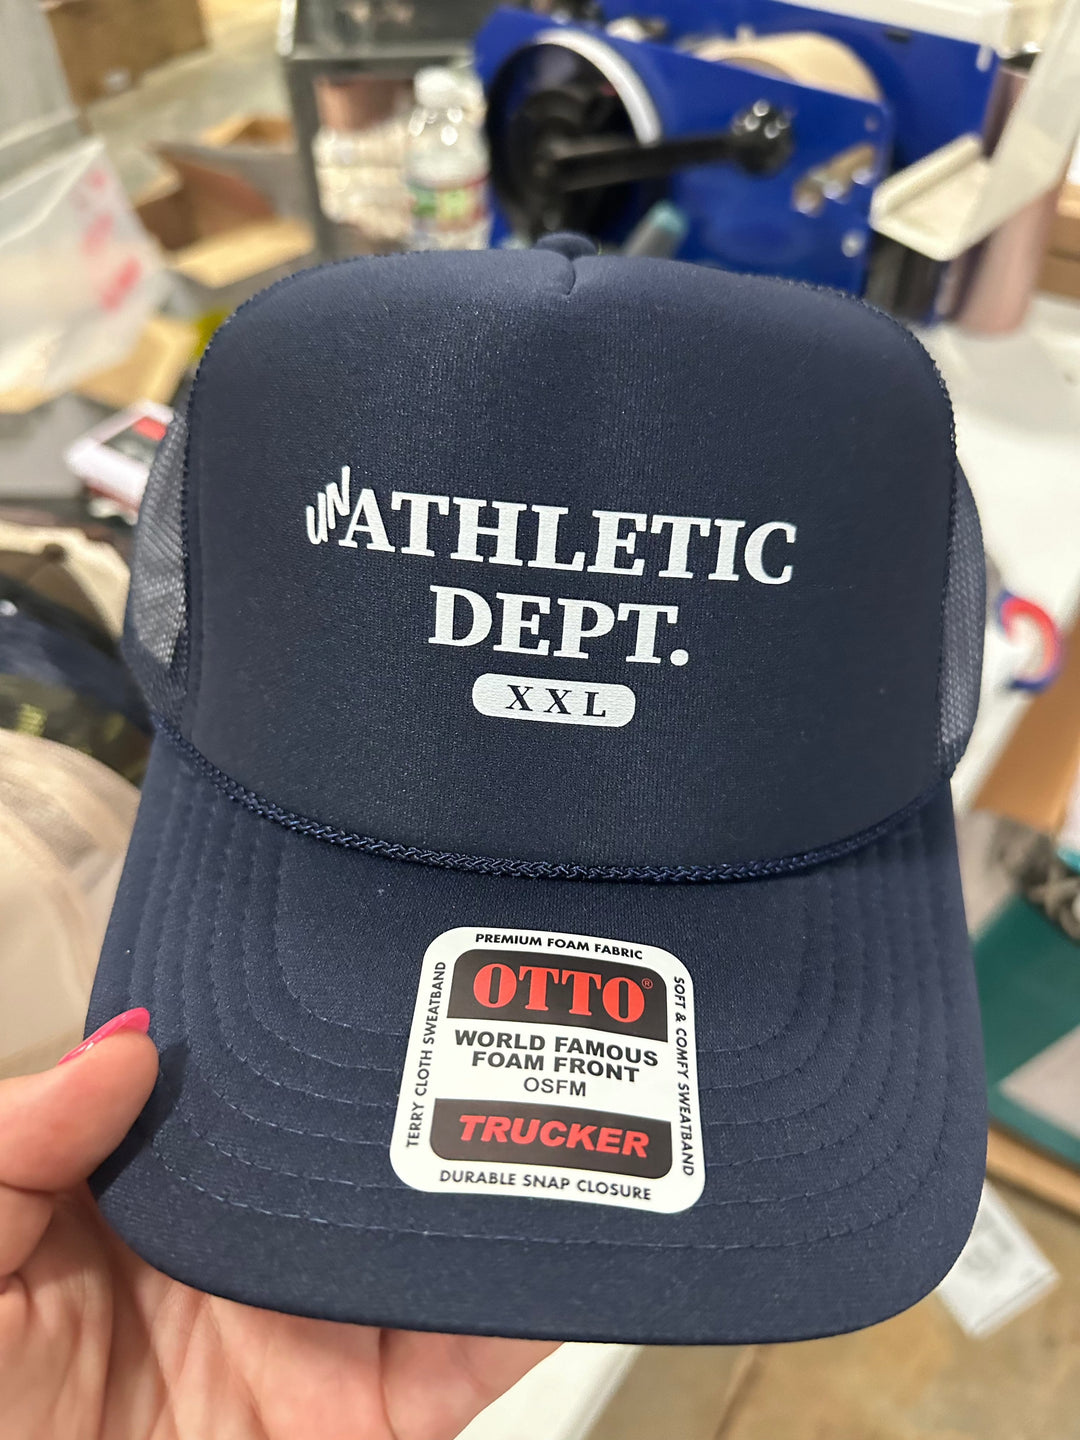 UNATHLETIC
DEPT.
XXL
PREMIUM FOAM FABRIC
OTTO®
WORLD FAMOUS
FOAM FRONT
OSFM
TRUCKER
DURABLE SNAP CLOSURE
TERRY CLOTH SWEATBAND
SOFT & COMFY SWEATBAND